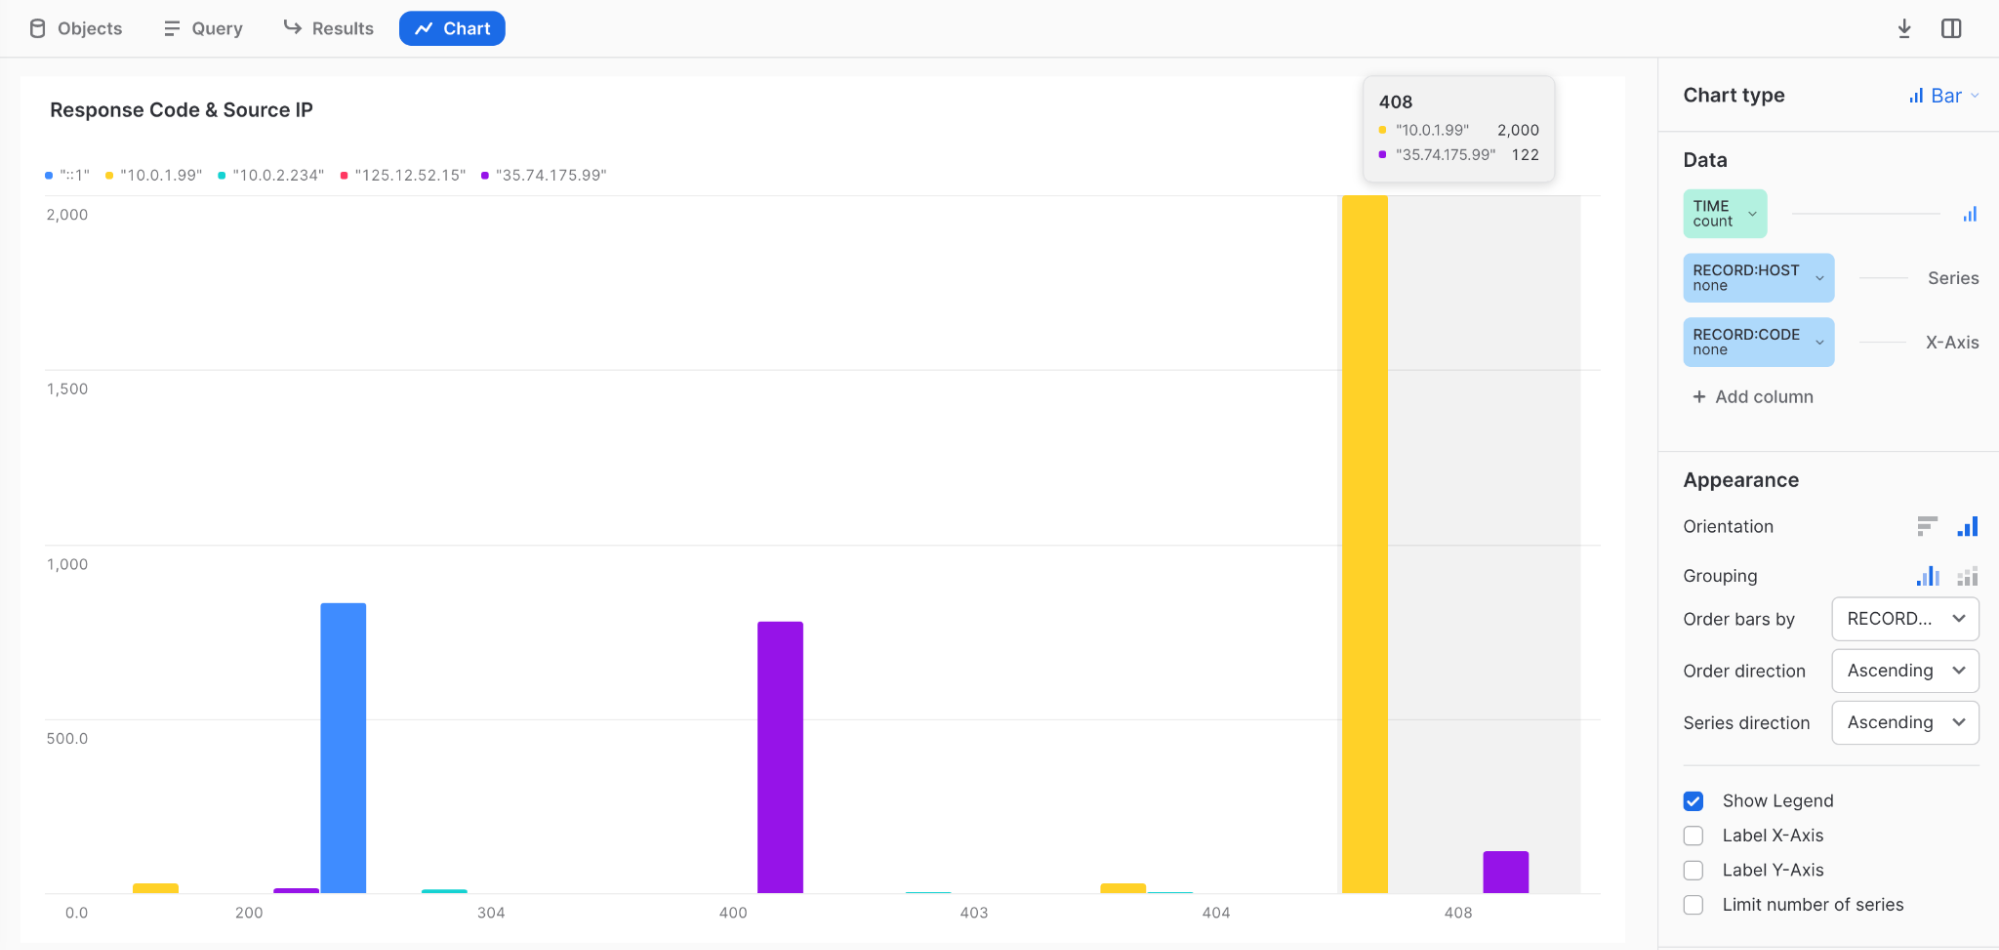 Objects Query Results Chart
Response Code & Source IP
408
"10.0.1.99" 2,000
"35.74.175.99" 122
"::1" "10.0.1.99" "10.0.2.234" "125.12.52.15" "35.74.175.99"
2,000
1,500
1,000
500.0
0.0 200 304 400 403 404 408
Chart type Bar
Data
TIME
count
RECORD:HOST
none
Series
RECORD:CODE
none
X-Axis
+ Add column
Appearance
Orientation
Grouping
Order bars by RECORD...
Order direction Ascending
Series direction Ascending
Show Legend
Label X-Axis
Label Y-Axis
Limit number of series